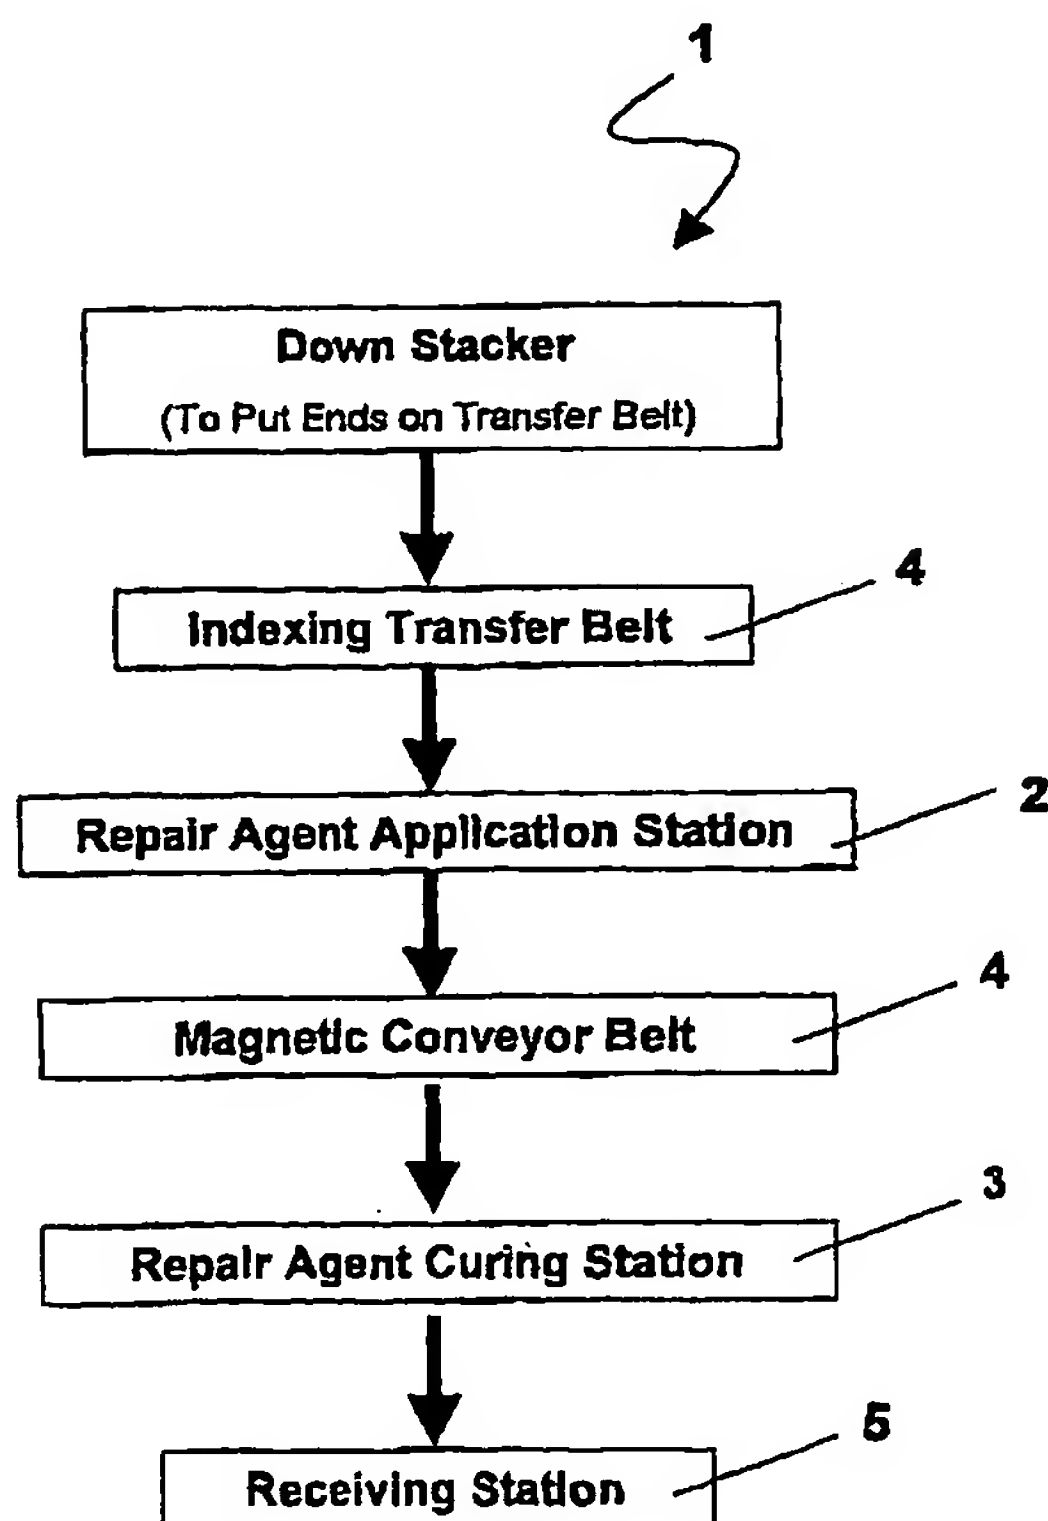 1
Down Stacker
(To Put Ends on Transfer Belt)
4
Indexing Transfer Belt
2
Repair Agent Application Station
4
Magnetic Conveyor Belt
3
Repair Agent Curing Station
5
Receiving Station